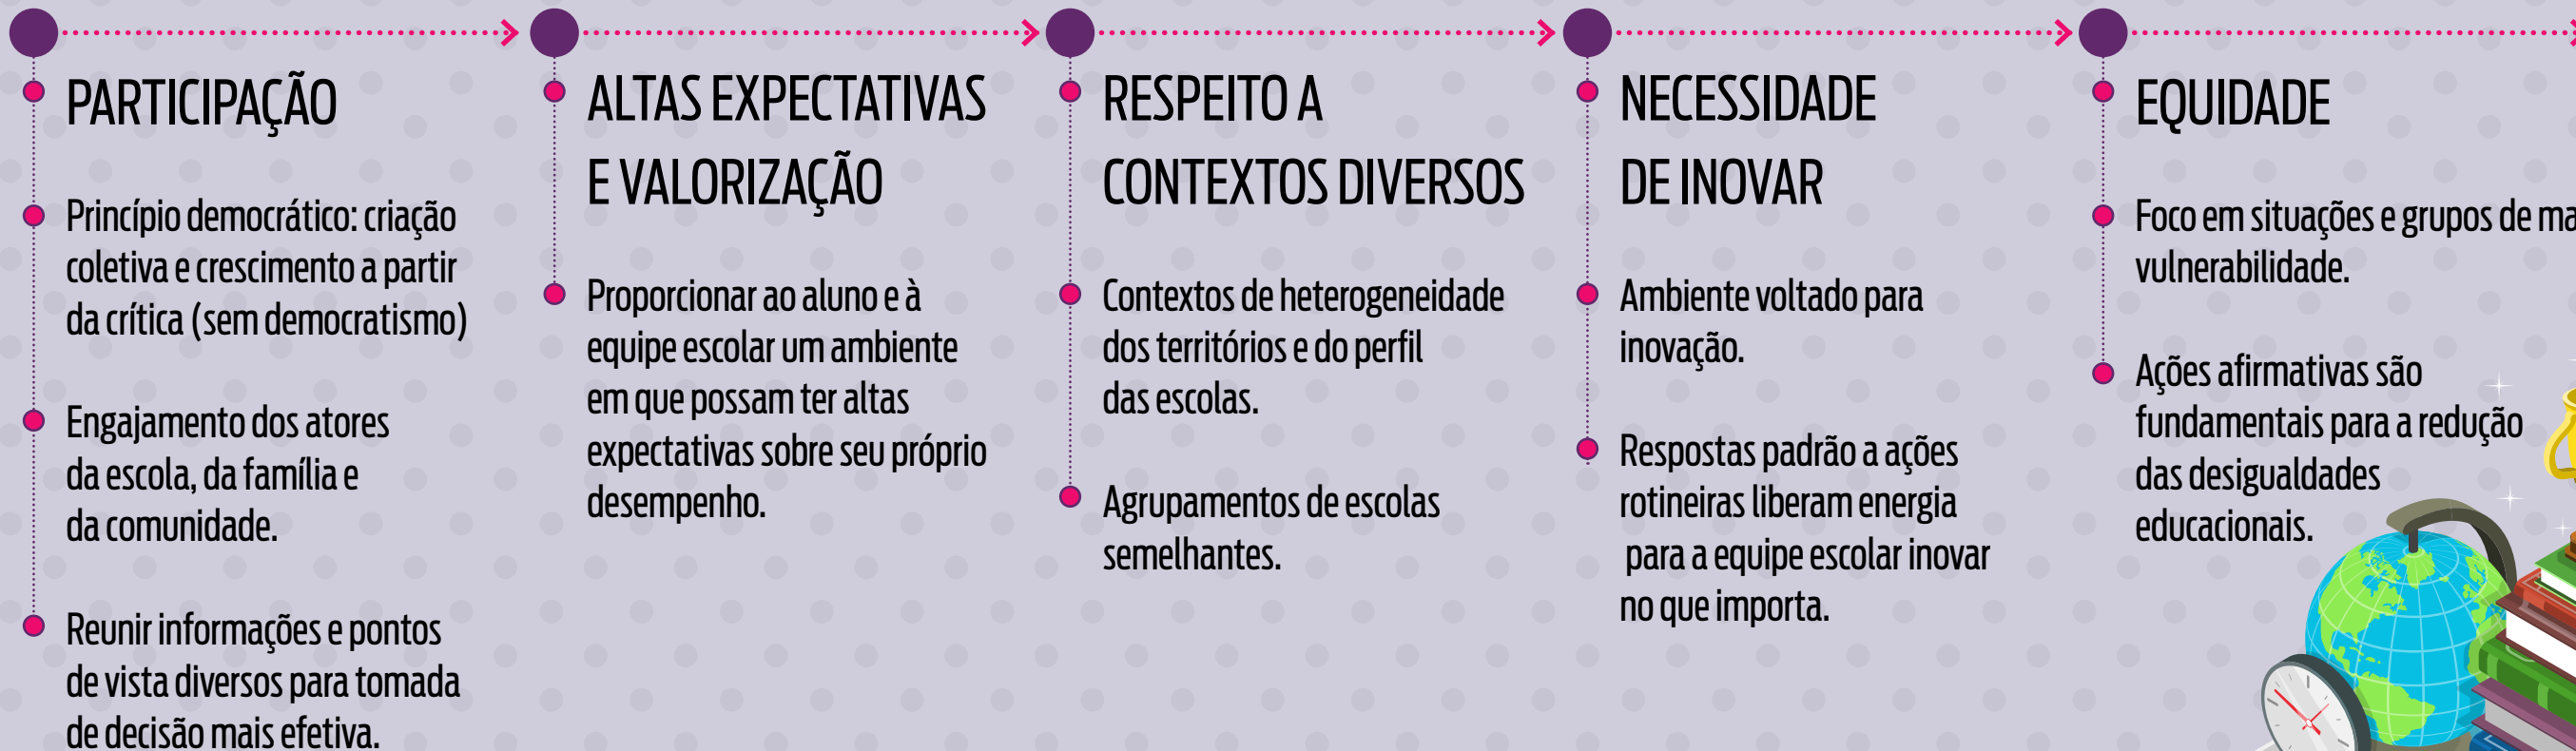 PARTICIPAÇÃO
Princípio democrático: criação
coletiva e crescimento a partir
da crítica (sem democratismo)
Engajamento dos atores
da escola, da família e
da comunidade.
Reunir informações e pontos
de vista diversos para tomada
de decisão mais efetiva.
ALTAS EXPECTATIVAS
E VALORIZAÇÃO
Proporcionar ao aluno e à
equipe escolar um ambiente
em que possam ter altas
expectativas sobre seu próprio
desempenho.
RESPEITO A
CONTEXTOS DIVERSOS
Contextos de heterogeneidade
dos territórios e do perfil
das escolas.
Agrupamentos de escolas
semelhantes.
NECESSIDADE
DE INOVAR
Ambiente voltado para
inovação.
Respostas padrão a ações
rotineiras liberam energia
para a equipe escolar inovar
no que importa.
EQUIDADE
Foco em situações e grupos de
vulnerabilidade.
Ações afirmativas são
fundamentais para a redução
das desigualdades
educacionais.